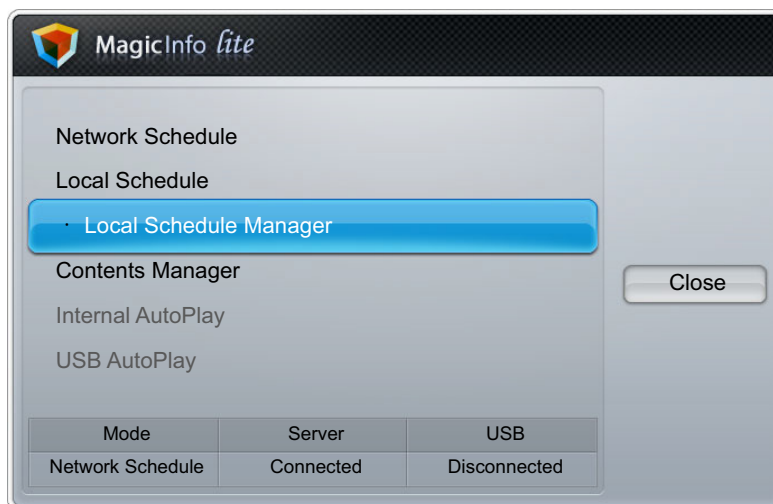 MagicInfo lite
Network Schedule
Local Schedule
· Local Schedule Manager
Contents Manager
Close
Internal AutoPlay
USB AutoPlay
Mode Server USB
Network Schedule Connected Disconnected